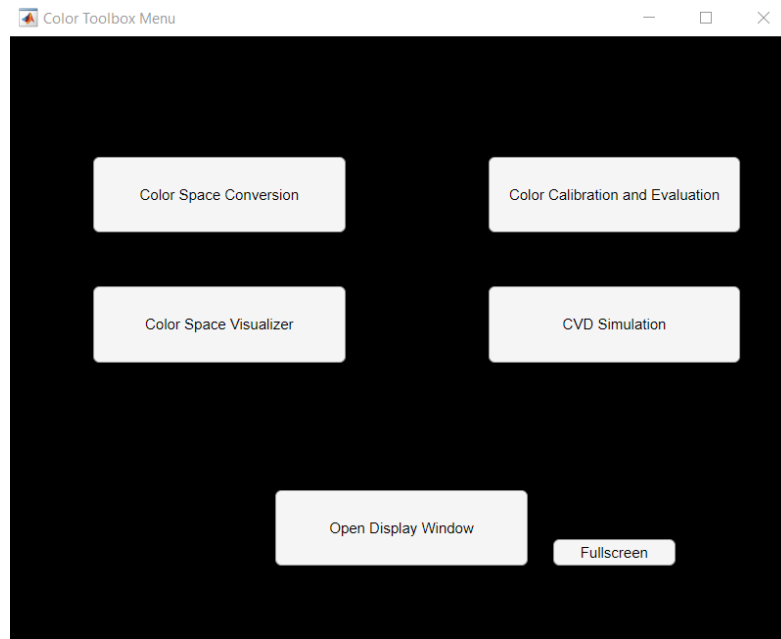 Color Toolbox Menu
Color Space Conversion
Color Calibration and Evaluation
Color Space Visualizer
CVD Simulation
Open Display Window
Fullscreen